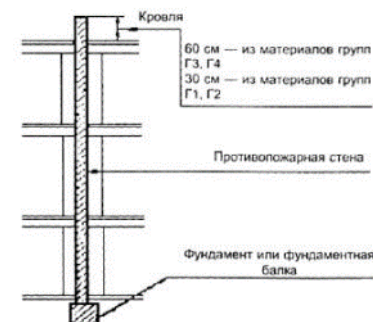 Кровля
60 см — из материалов групп
Г3, Г4
30 см — из материалов групп
Г1, Г2
Противопожарная стена
Фундамент или фундаментная
балка